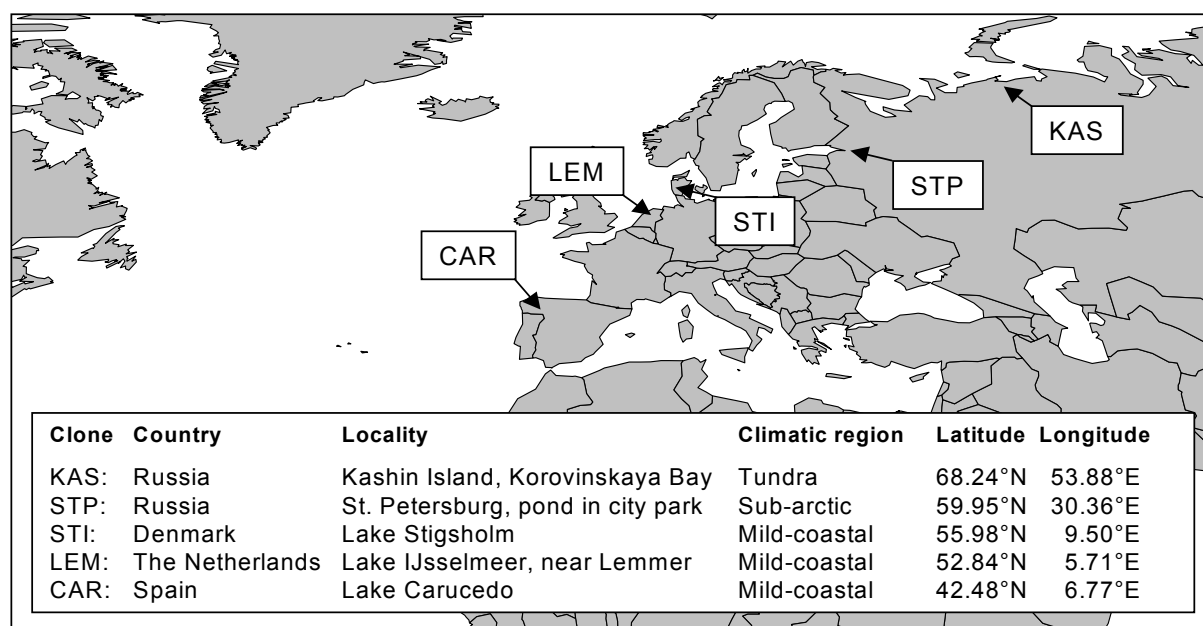 KAS
LEM
STP
STI
CAR
Clone Country Locality Climatic region Latitude Longitude
KAS: Russia Kashin Island, Korovinskaya Bay Tundra 68.24°N 53.88°E
STP: Russia St. Petersburg, pond in city park Sub-arctic 59.95°N 30.36°E
STI: Denmark Lake Stigsholm Mild-coastal 55.98°N 9.50°E
LEM: The Netherlands Lake IJsselmeer, near Lemmer Mild-coastal 52.84°N 5.71°E
CAR: Spain Lake Carucedo Mild-coastal 42.48°N 6.77°E